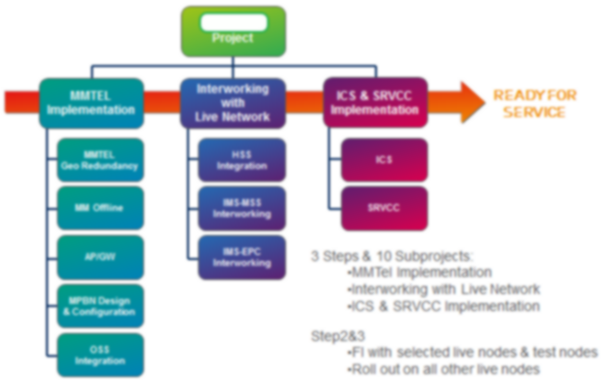 Project
MMTEL
Implementation
Interworking
with
Live Network
ICS & SRVCC
Implementation
READY FOR
SERVICE
MMTEL
Geo Redundancy
MM Offline
AP/GW
MPBN Design
& Configuration
OSS
Integration
HSS
Integration
IMS-MSS
Interworking
IMS-EPC
Interworking
ICS
SRVCC
3 Steps & 10 Subprojects:
•MMTel Implementation
•Interworking with Live Network
•ICS & SRVCC Implementation
Step2&3
•FI with selected live nodes & test nodes
•Roll out on all other live nodes